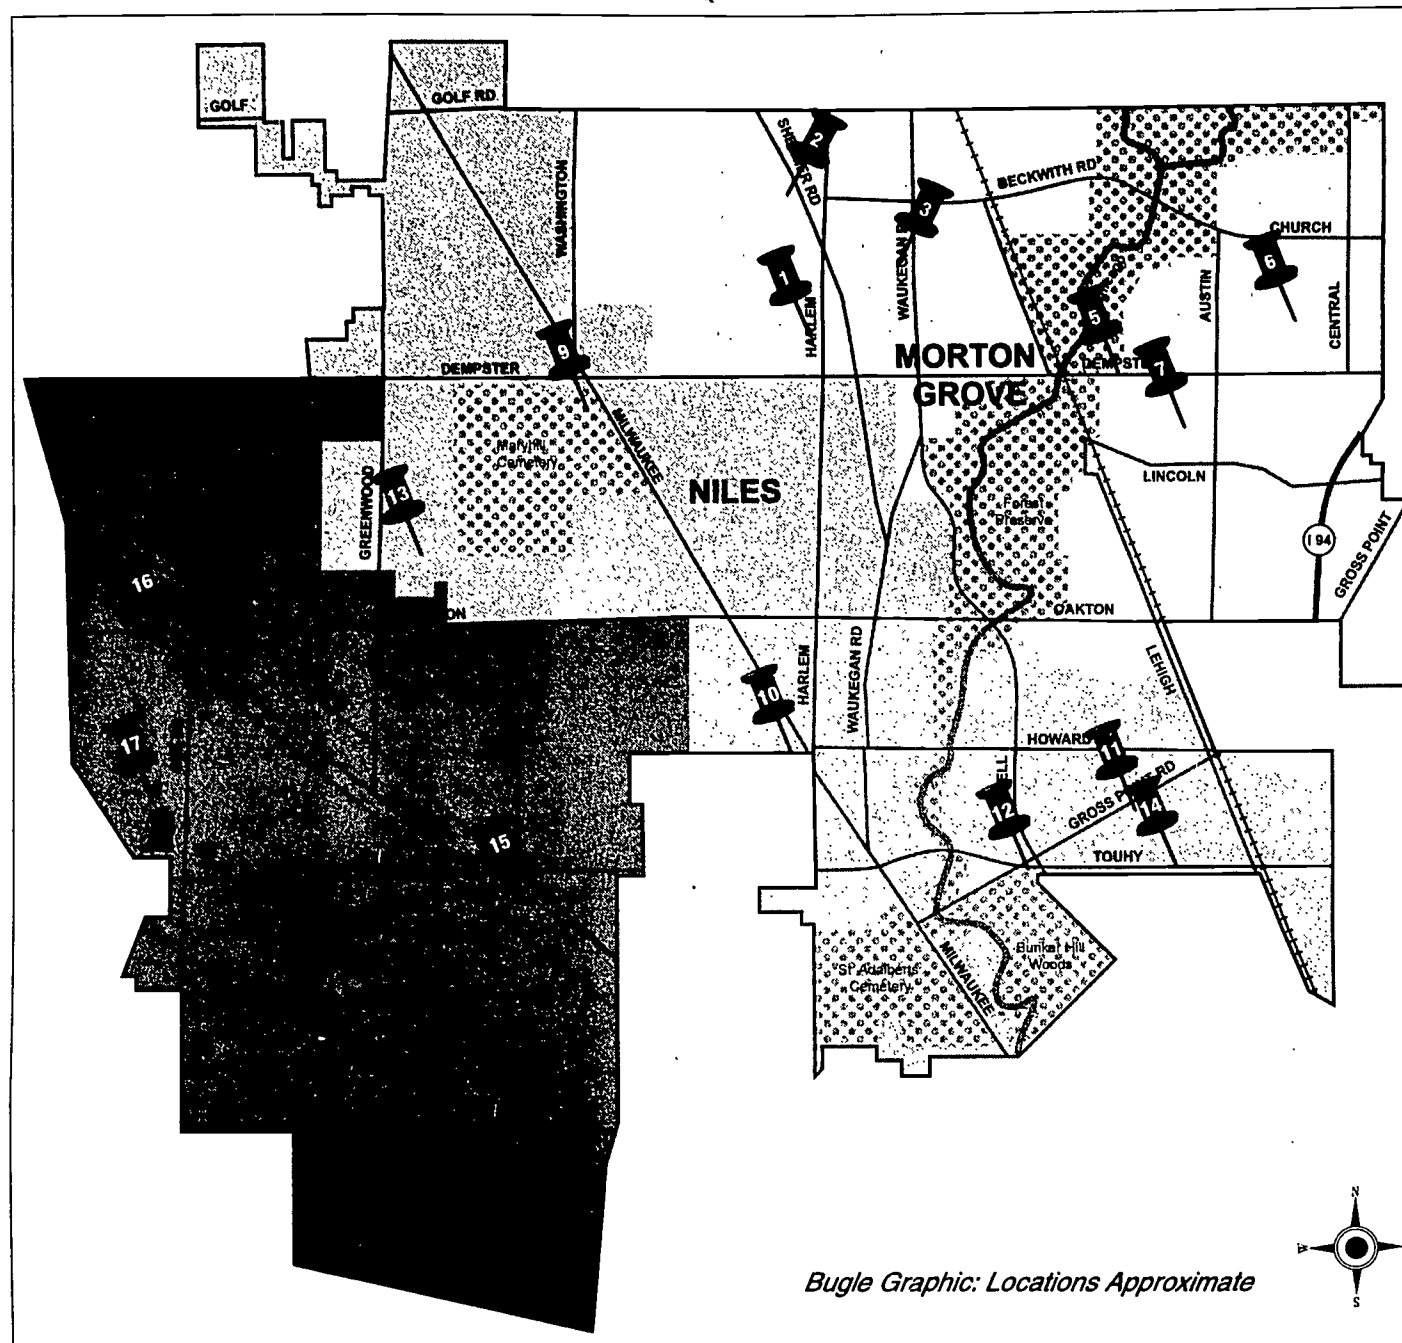 GOLF
GOLF RD
WASHINGTON
2
HARLEM
3
BECKWITH RD
CHURCH
1
6
AUSTIN
CENTRAL
5
9
DEMPSTER
MORTON
GROVE
7
MILWAUKEE
Maryhill
Cemetery
NILES
GREENWOOD
13
LINCOLN
Forest
Preserve
I 94
GROSS POINT
16
OAKTON
LEHIGH
HARLEM
WAUKEGAN RD
10
17
HOWARD
11
12
14
15
TOUHY
MILWAUKEE
Bunker Hill
Woods
St Adalberts
Cemetery
N
W
S
Bugle Graphic: Locations Approximate